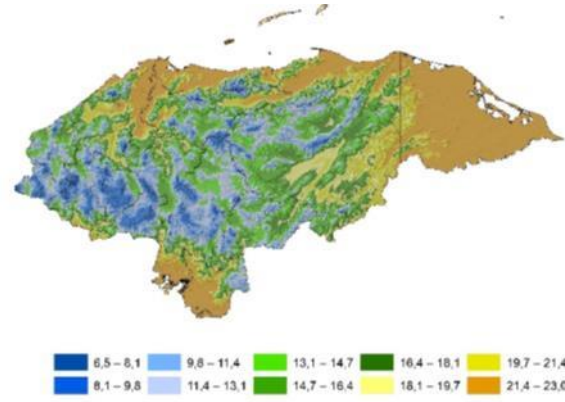 6,5 – 8,1 9,8 – 11,4 13,1 – 14,7 16,4 – 18,1 19,7 – 21,4
8,1 – 9,8 11,4 – 13,1 14,7 – 16,4 18,1 – 19,7 21,4 – 23,0